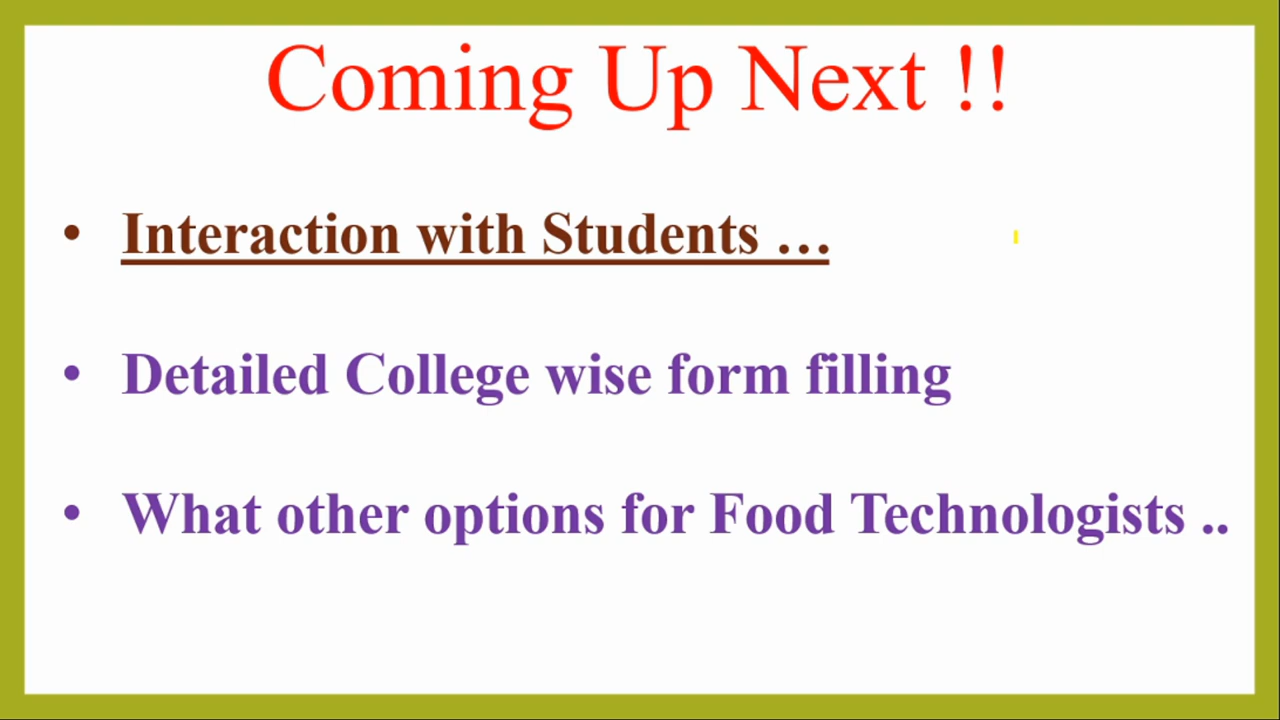 Coming Up Next !!
• Interaction with Students …
• Detailed College wise form filling
• What other options for Food Technologists ..